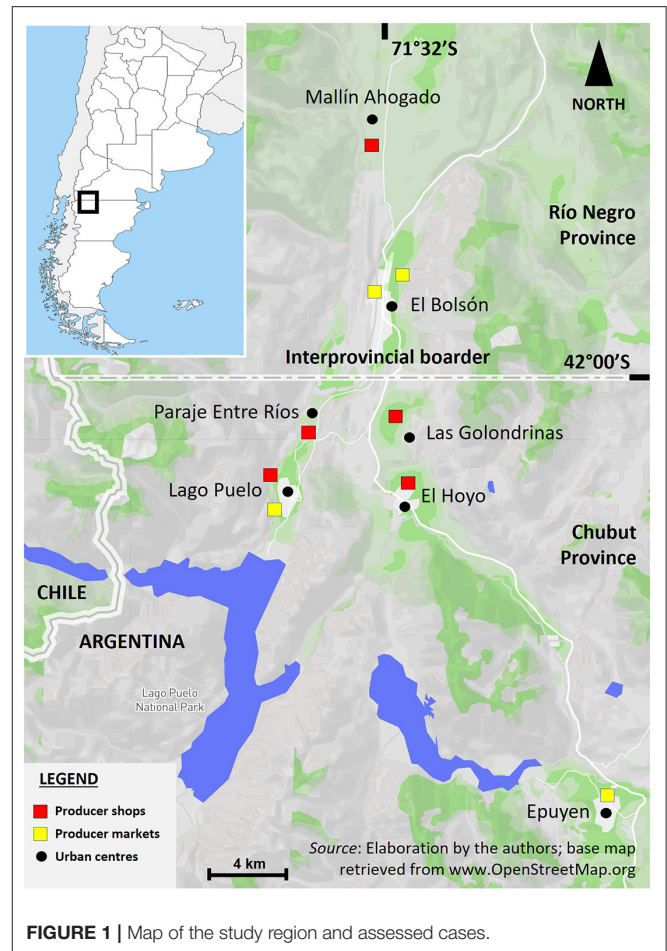 71°32’S
Mallín Ahogado
NORTH
Río Negro
Province
El Bolsón
Interprovincial boarder
42°00’S
Paraje Entre Ríos
Las Golondrinas
Lago Puelo
El Hoyo
Chubut
Province
CHILE
ARGENTINA
Lago Puelo
National Park
LEGEND
Producer shops
Producer markets
Urban centres
Epuyen
4 km
Source: Elaboration by the authors; base map
retrieved from www.OpenStreetMap.org
FIGURE 1 | Map of the study region and assessed cases.